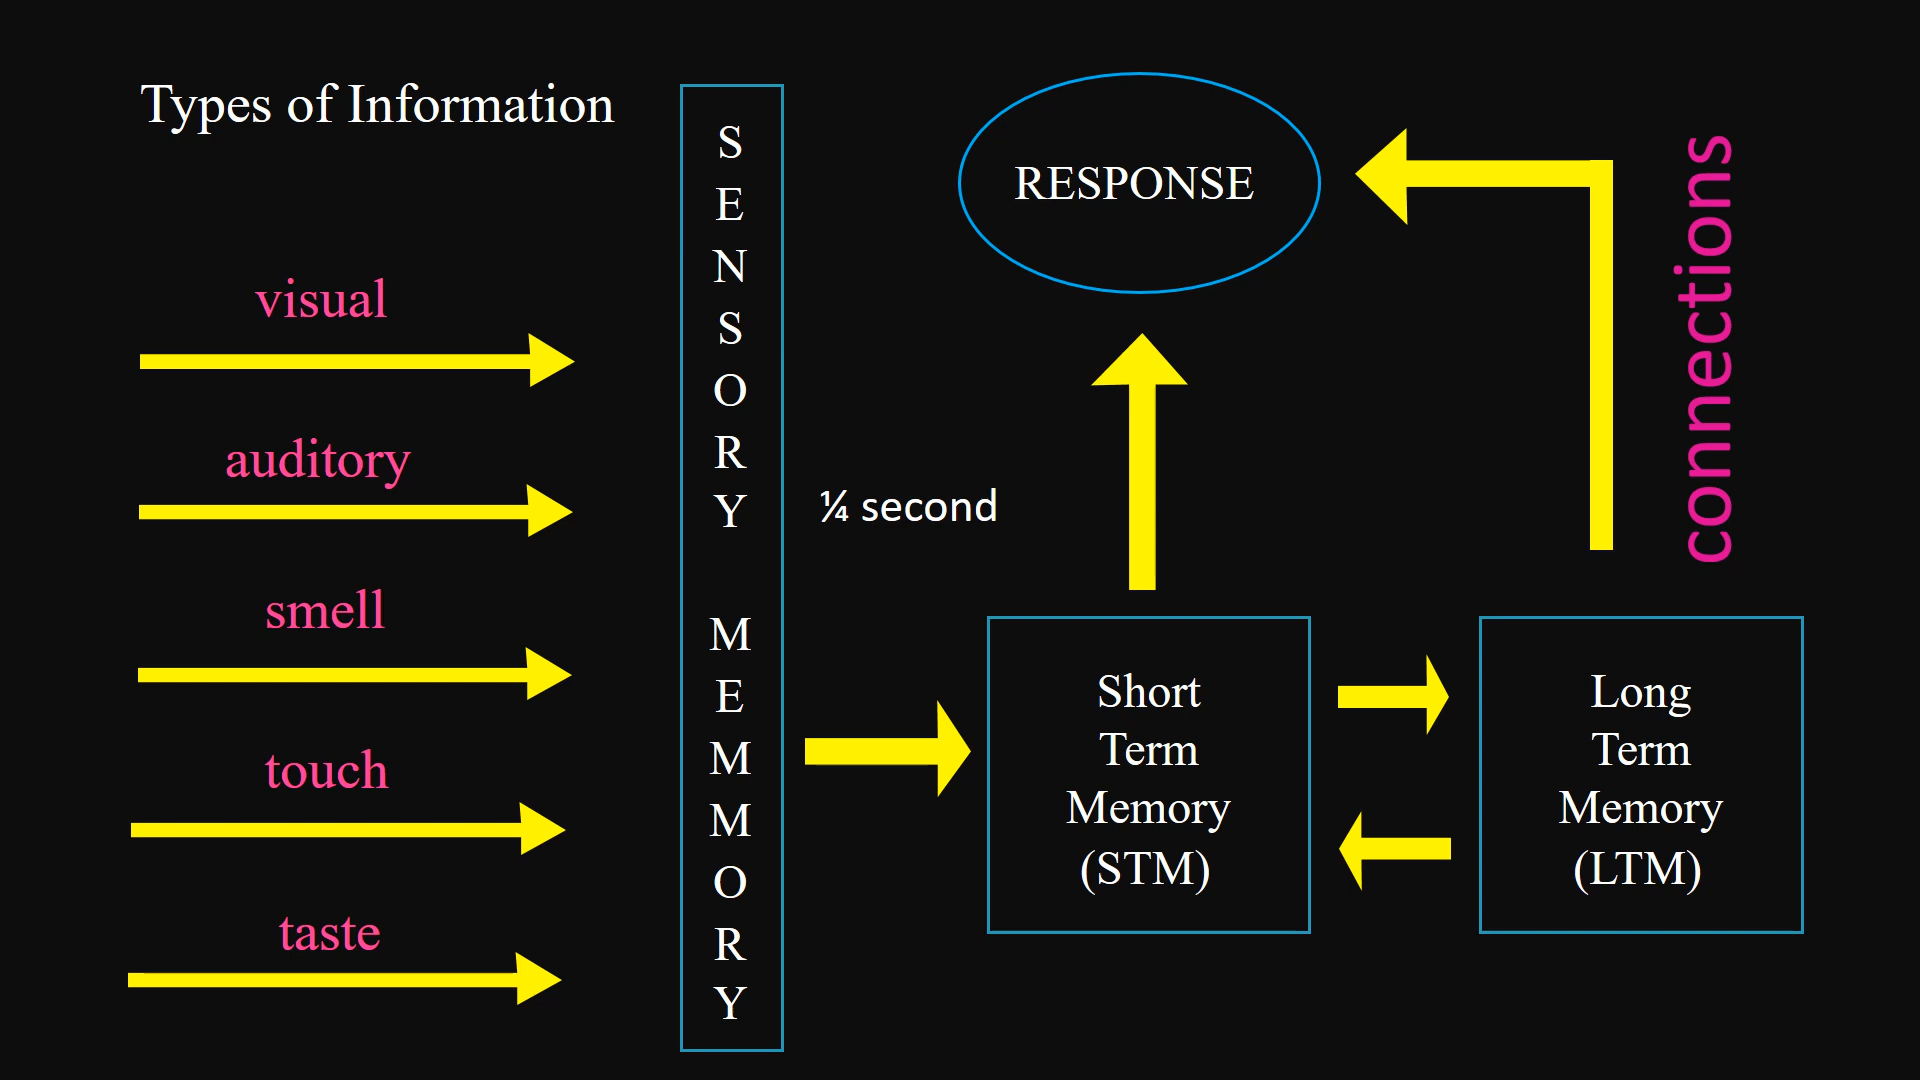 Types of Information
visual
auditory
smell
touch
taste
SENSORY MEMMORY
¼ second
RESPONSE
connections
Short
Term
Memory
(STM)
Long
Term
Memory
(LTM)